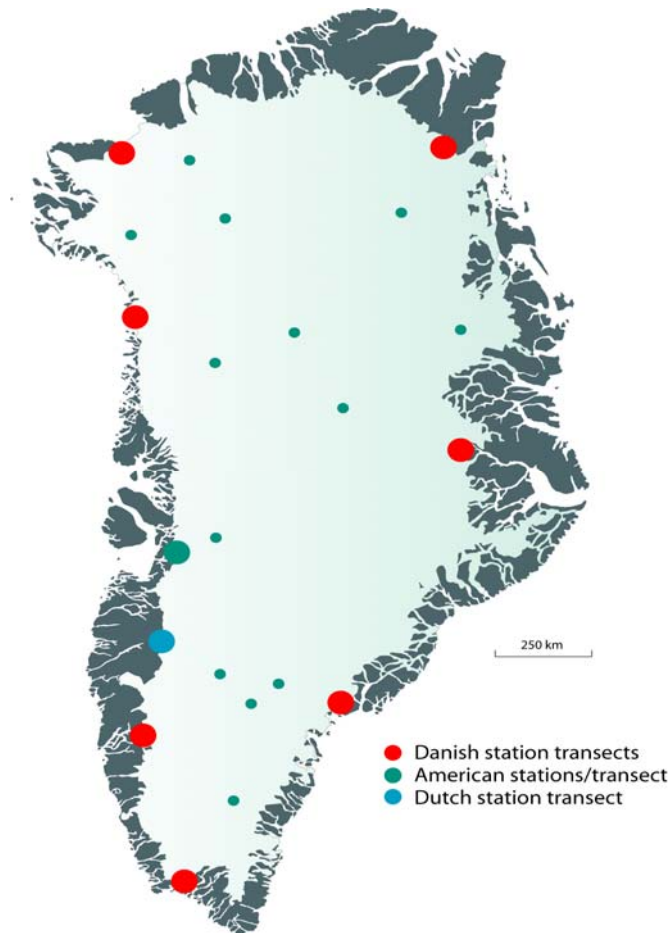 250 km
Danish station transects
American stations/transect
Dutch station transect